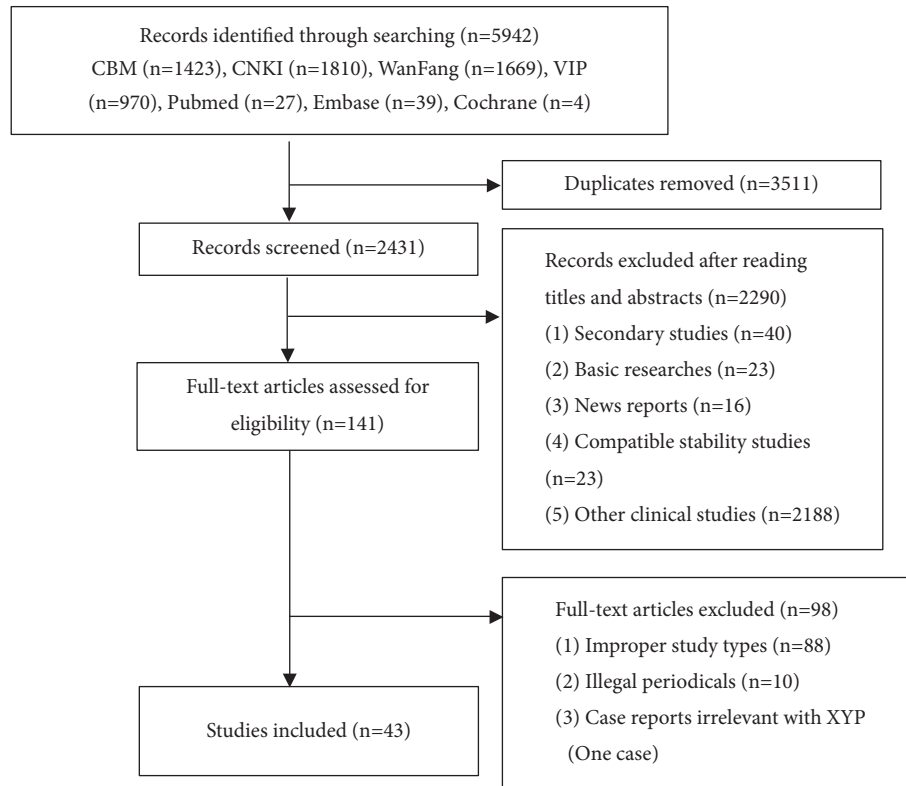 Records identified through searching (n=5942)
CBM (n=1423), CNKI (n=1810), WanFang (n=1669), VIP
(n=970), Pubmed (n=27), Embase (n=39), Cochrane (n=4)
Duplicates removed (n=3511)
Records screened (n=2431)
Records excluded after reading
titles and abstracts (n=2290)
(1) Secondary studies (n=40)
(2) Basic researches (n=23)
(3) News reports (n=16)
(4) Compatible stability studies
(n=23)
(5) Other clinical studies (n=2188)
Full-text articles assessed for
eligibility (n=141)
Full-text articles excluded (n=98)
(1) Improper study types (n=88)
(2) Illegal periodicals (n=10)
(3) Case reports irrelevant with XYP
(One case)
Studies included (n=43)